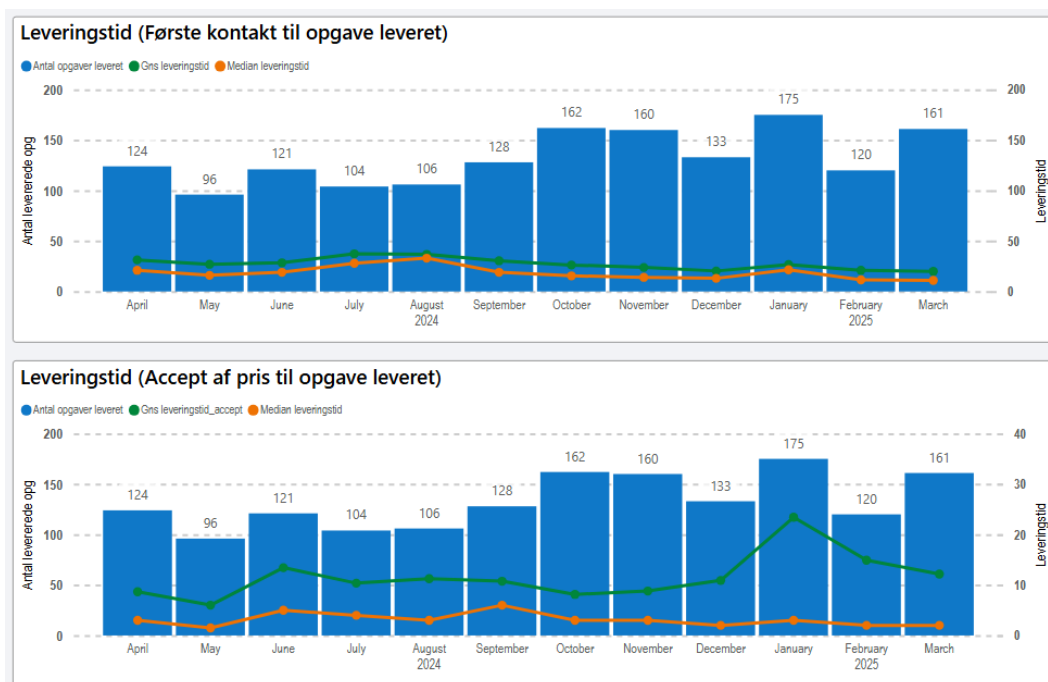 Leveringstid (Første kontakt til opgave leveret)
Antal opgaver leveret Gns leveringstid Median leveringstid
200 200
175
162 160 161
150 150
133
124 121 128 120
104 106
96
100 100
50 50
0 0
Antal levererede opg
Leveringstid
April May June July August September October November December January February March
2024 2025
Leveringstid (Accept af pris til opgave leveret)
Antal opgaver leveret Gns leveringstid_accept Median leveringstid
200 40
175
162 160 161
150 30
133
124 121 128 120
104 106
96
100 20
50 10
0 0
Antal levererede opg
Leveringstid
April May June July August September October November December January February March
2024 2025